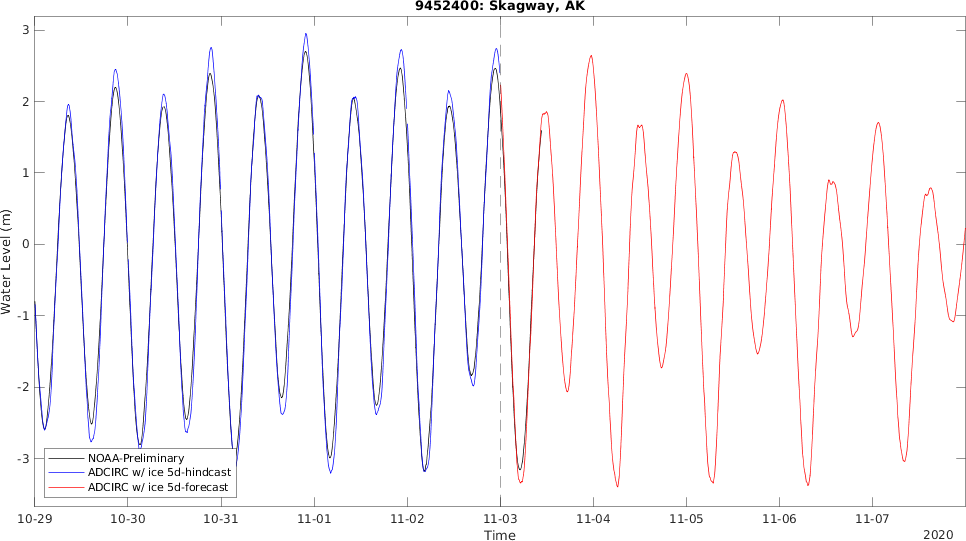 9452400: Skagway, AK
Water Level (m)
3
2
1
0
-1
-2
-3
NOAA-Preliminary
ADCIRC w/ ice 5d-hindcast
ADCIRC w/ ice 5d-forecast
10-29 10-30 10-31 11-01 11-02 11-03 11-04 11-05 11-06 11-07
Time
2020